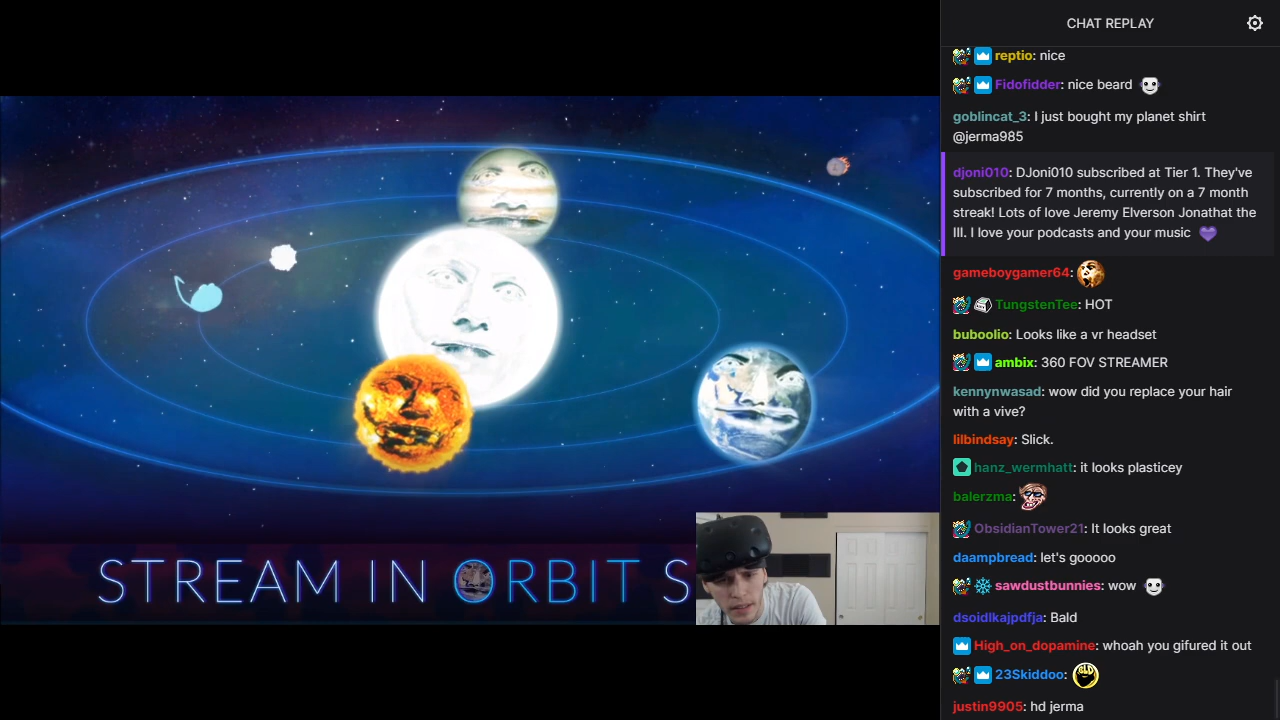 CHAT REPLAY
reptio: nice
Fidofidder: nice beard
goblincat_3: I just bought my planet shirt
@jerma985
djoni010: DJoni010 subscribed at Tier 1. They've
subscribed for 7 months, currently on a 7 month
streak! Lots of love Jeremy Elverson Jonathat the
III. I love your podcasts and your music
gameboygamer64:
TungstenTee: HOT
buboolio: Looks like a vr headset
ambix: 360 FOV STREAMER
kennynwasad: wow did you replace your hair
with a vive?
lilbindsay: Slick.
hanz_wermhatt: it looks plasticey
balerzma:
ObsidianTower21: It looks great
daampbread: let's gooooo
sawdustbunnies: wow
dsoidlkajpdfja: Bald
High_on_dopamine: whoah you gifured it out
23Skiddoo:
justin9905: hd jerma
STREAM IN ORBIT S